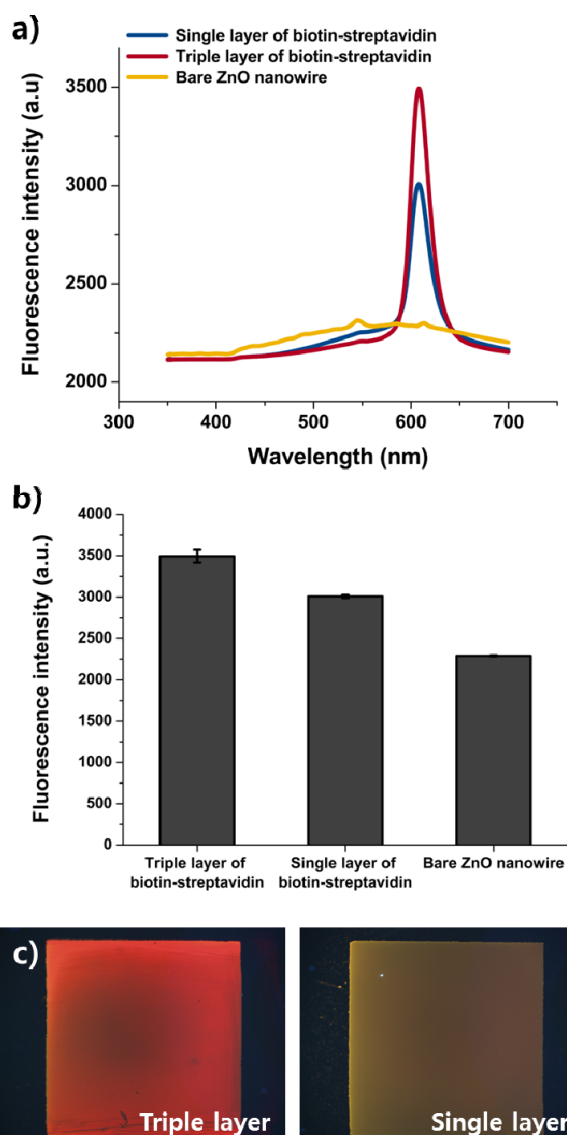 a)
Single layer of biotin-streptavidin
Triple layer of biotin-streptavidin
Bare ZnO nanowire
Fluorescence intensity (a.u)
3500
3000
2500
2000
300
400
500
600
700
Wavelength (nm)
b)
Fluorescence intensity (a.u.)
4000
3500
3000
2500
2000
1500
1000
500
0
Triple layer of
biotin-streptavidin
Single layer of
biotin-streptavidin
Bare ZnO nanowire
c)
Triple layer
Single layer